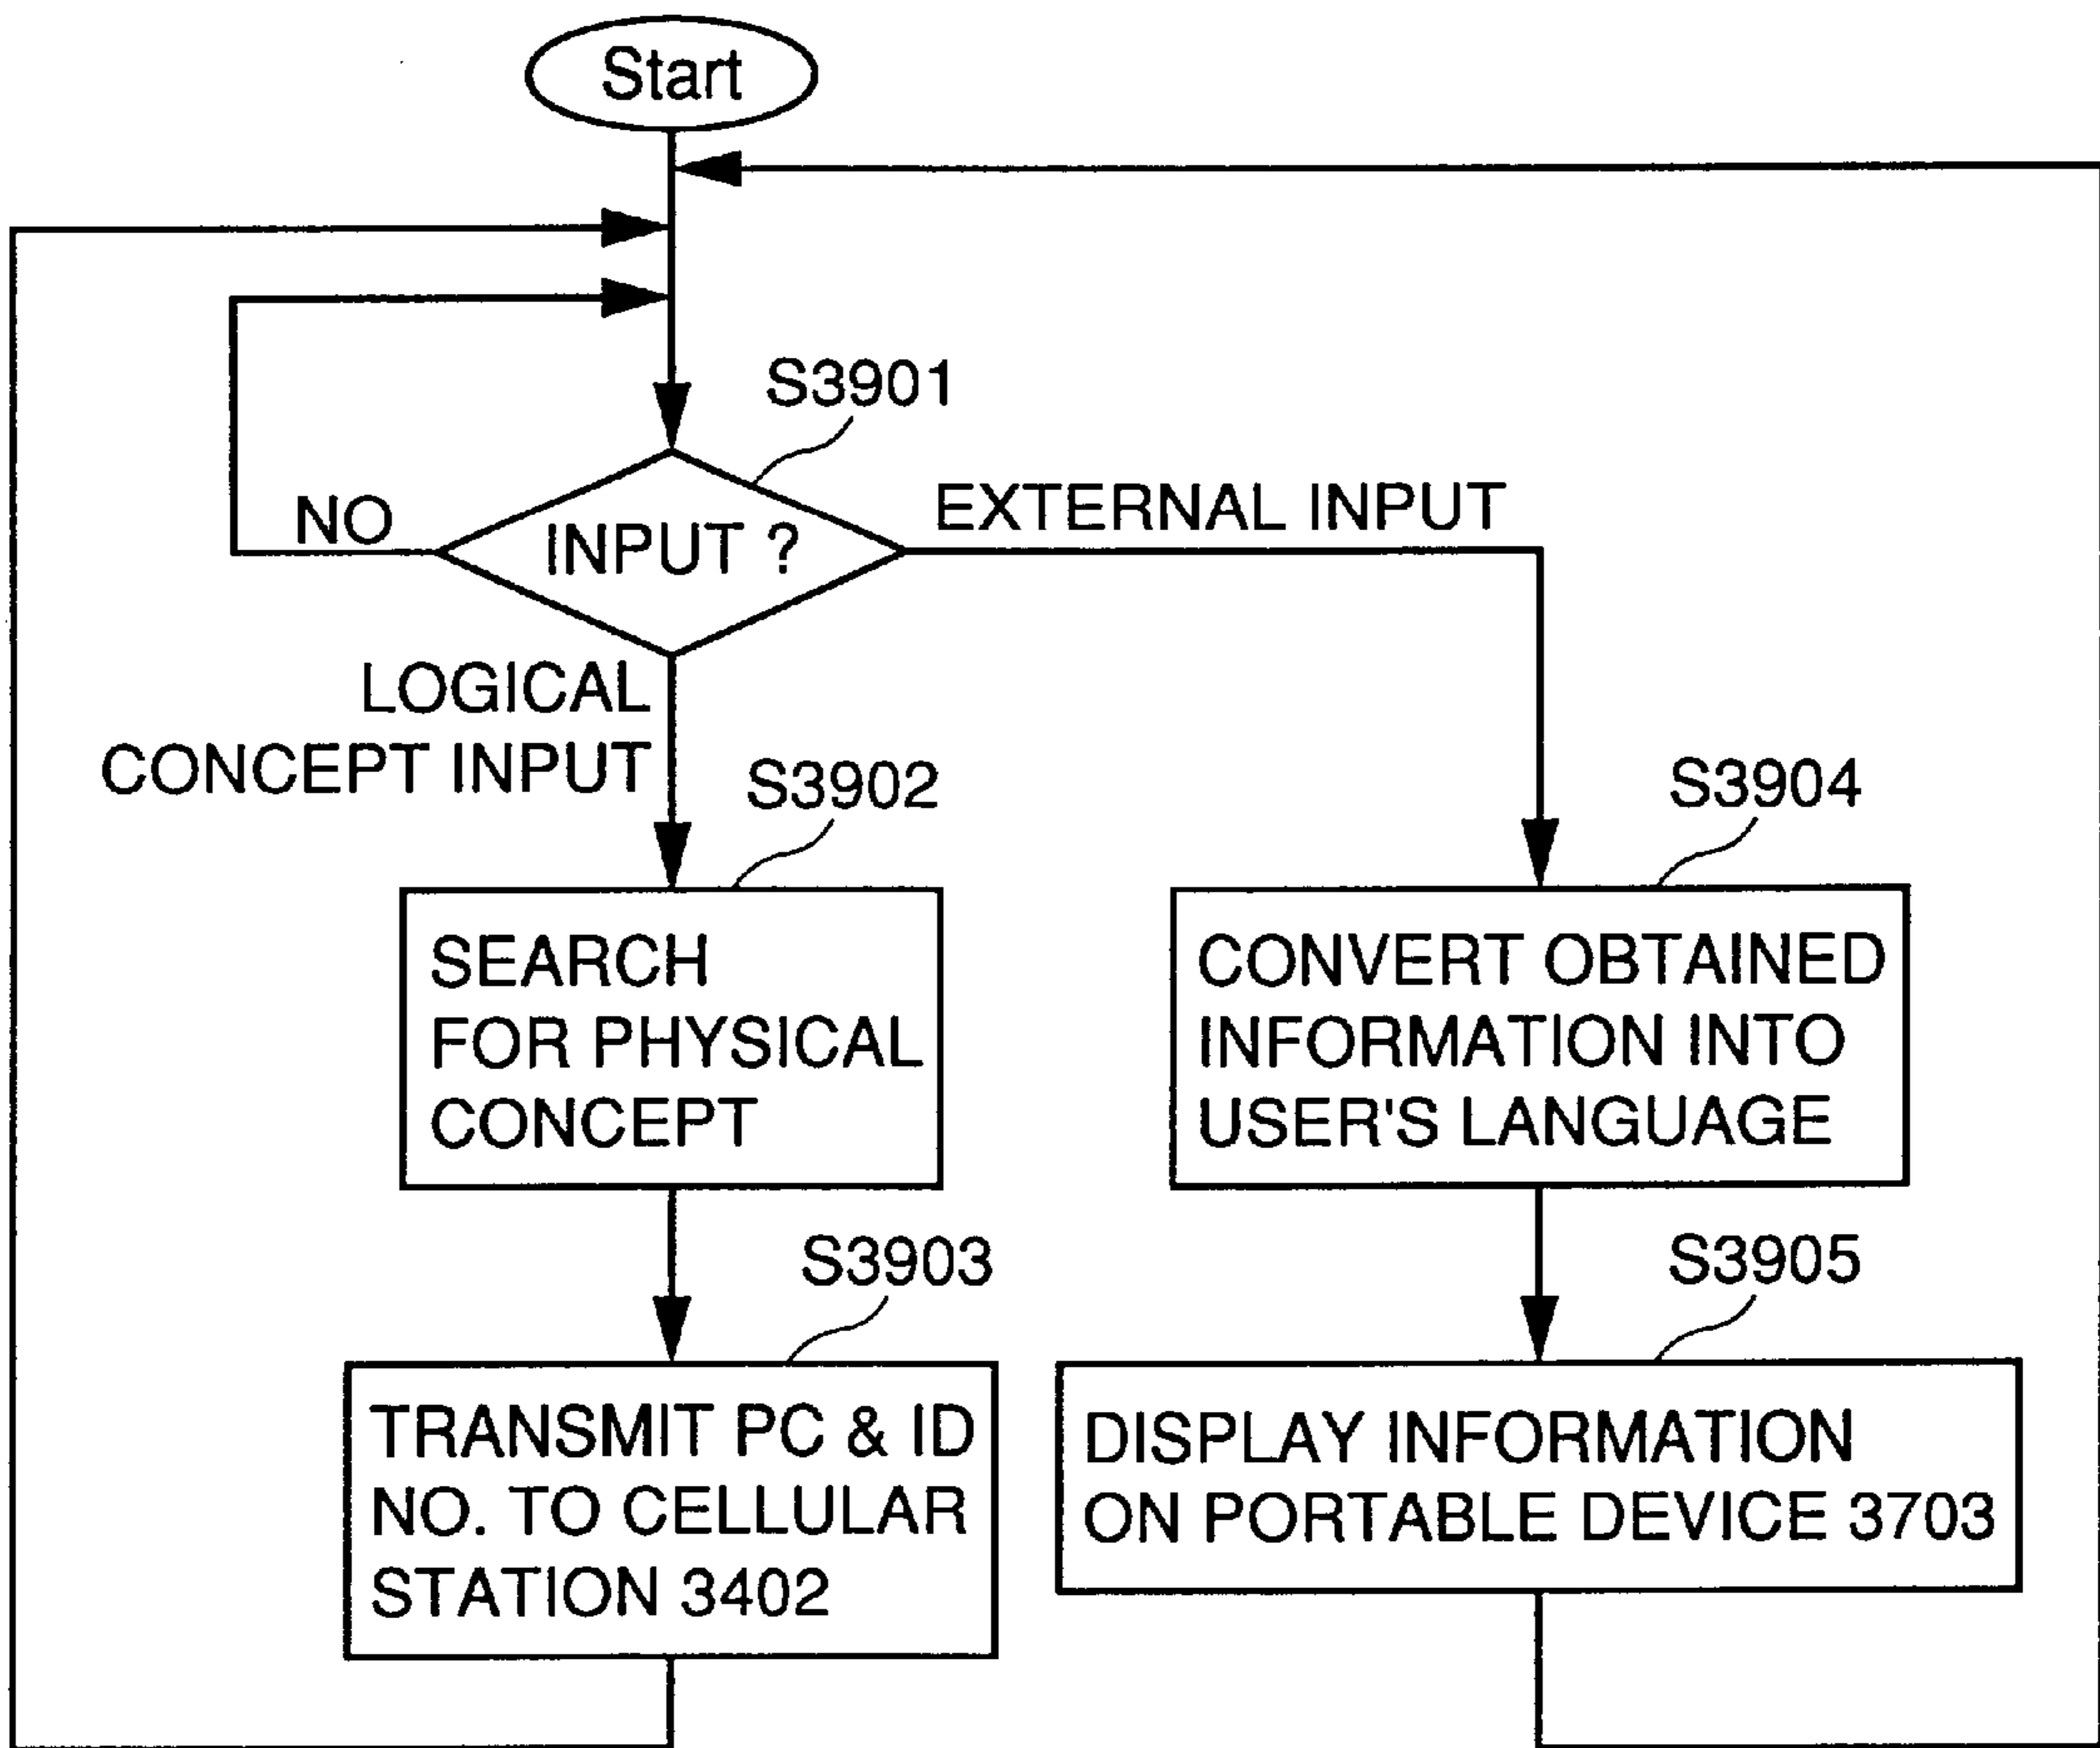 Start
S3901
NO
INPUT ?
EXTERNAL INPUT
LOGICAL
CONCEPT INPUT
S3902
SEARCH
FOR PHYSICAL
CONCEPT
S3903
TRANSMIT PC & ID
NO. TO CELLULAR
STATION 3402
S3904
CONVERT OBTAINED
INFORMATION INTO
USER'S LANGUAGE
S3905
DISPLAY INFORMATION
ON PORTABLE DEVICE 3703